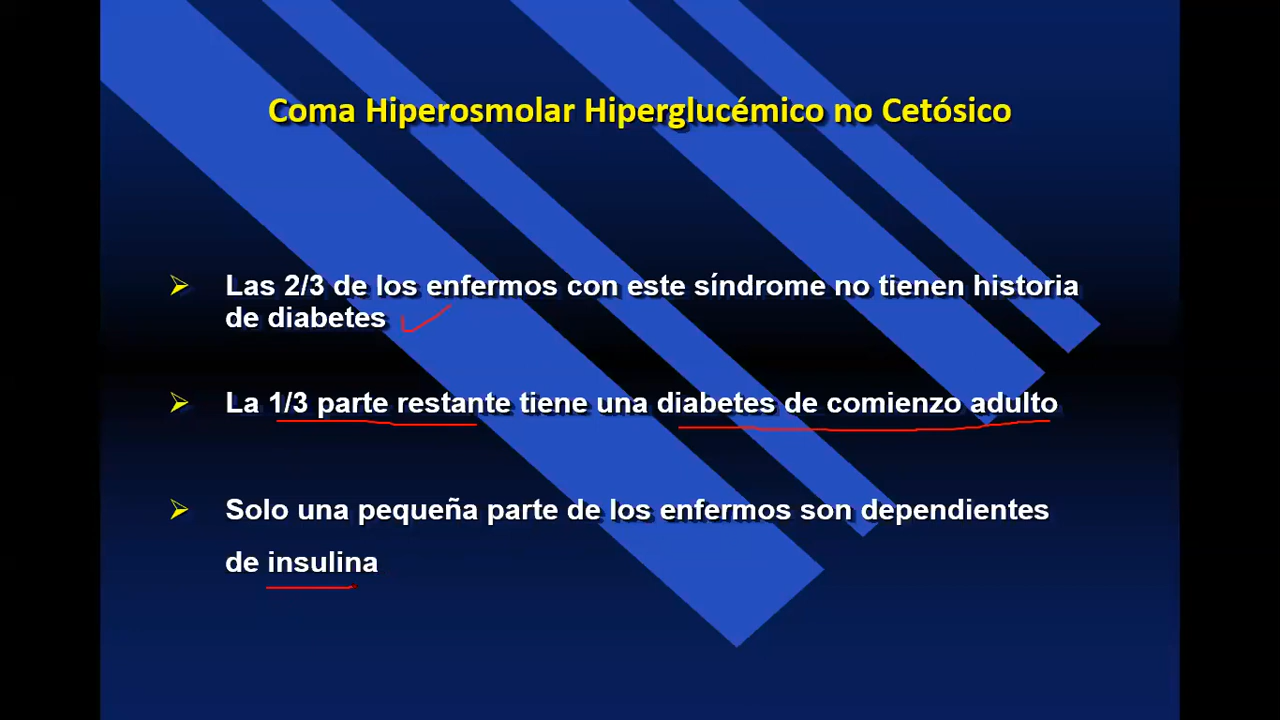 Coma Hiperosmolar Hiperglucémico no Cetósico
Las 2/3 de los enfermos con este síndrome no tienen historia
de diabetes
La 1/3 parte restante tiene una diabetes de comienzo adulto
Solo una pequeña parte de los enfermos son dependientes
de insulina